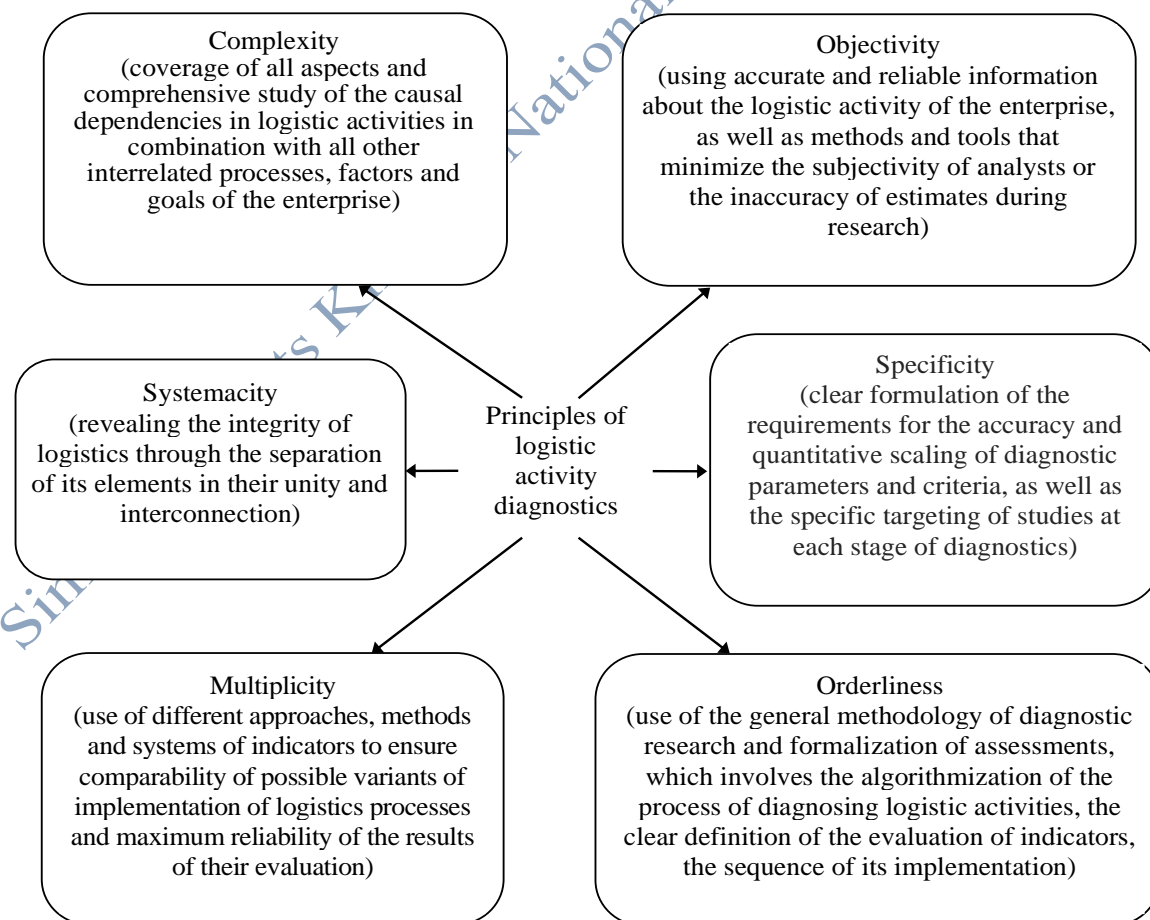 Complexity
(coverage of all aspects and
comprehensive study of the causal
dependencies in logistic activities in
combination with all other
interrelated processes, factors and
goals of the enterprise)
Objectivity
(using accurate and reliable information
about the logistic activity of the enterprise,
as well as methods and tools that
minimize the subjectivity of analysts or
the inaccuracy of estimates during
research)
Systemacity
(revealing the integrity of
logistics through the separation
of its elements in their unity and
interconnection)
Principles of
logistic
activity
diagnostics
Specificity
(clear formulation of the
requirements for the accuracy and
quantitative scaling of diagnostic
parameters and criteria, as well as
the specific targeting of studies at
each stage of diagnostics)
Multiplicity
(use of different approaches, methods
and systems of indicators to ensure
comparability of possible variants of
implementation of logistics processes
and maximum reliability of the results
of their evaluation)
Orderliness
(use of the general methodology of diagnostic
research and formalization of assessments,
which involves the algorithmization of the
process of diagnosing logistic activities, the
clear definition of the evaluation of indicators,
the sequence of its implementation)